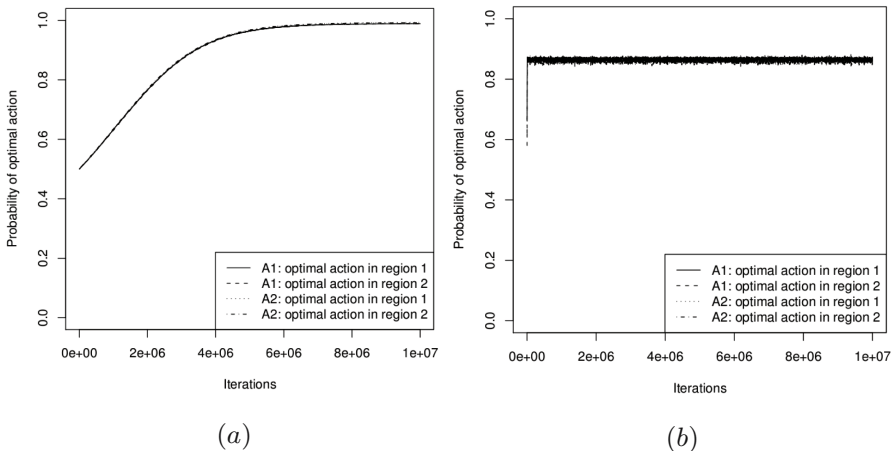 Probability of optimal action
1.0
0.8
0.6
0.4
0.2
0.0
A1: optimal action in region 1
A1: optimal action in region 2
A2: optimal action in region 1
A2: optimal action in region 2
0e+00 2e+06 4e+06 6e+06 8e+06 1e+07
Iterations
(a)
Probability of optimal action
1.0
0.8
0.6
0.4
0.2
0.0
A1: optimal action in region 1
A1: optimal action in region 2
A2: optimal action in region 1
A2: optimal action in region 2
0e+00 2e+06 4e+06 6e+06 8e+06 1e+07
Iterations
(b)